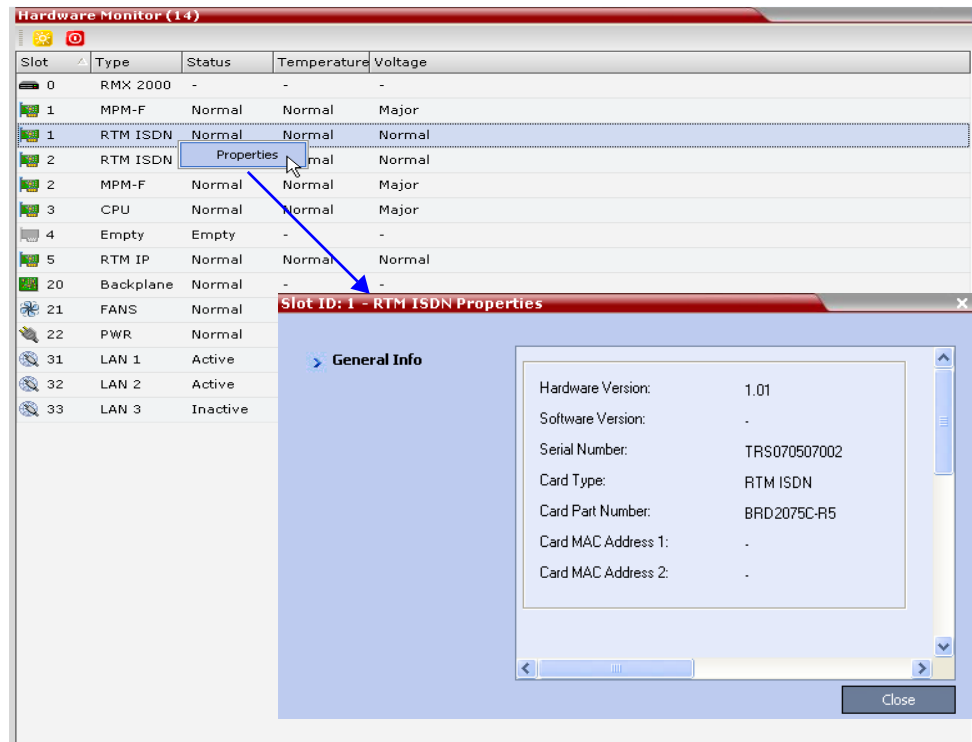 Hardware Monitor (14)
Slot Type Status Temperature Voltage
0 RMX 2000 - - -
1 MPM-F Normal Normal Major
1 RTM ISDN Normal Normal Normal
2 RTM ISDN Properties mal Normal
2 MPM-F Normal Normal Major
3 CPU Normal Normal Major
4 Empty Empty - -
5 RTM IP Normal Normal Normal
20 Backplane Normal - -
21 FANS Normal
22 PWR Normal
31 LAN 1 Active
32 LAN 2 Active
33 LAN 3 Inactive
Slot ID: 1 - RTM ISDN Properties
General Info
Hardware Version: 1.01
Software Version: -
Serial Number: TRS070507002
Card Type: RTM ISDN
Card Part Number: BRD2075C-R5
Card MAC Address 1: -
Card MAC Address 2: -
Close